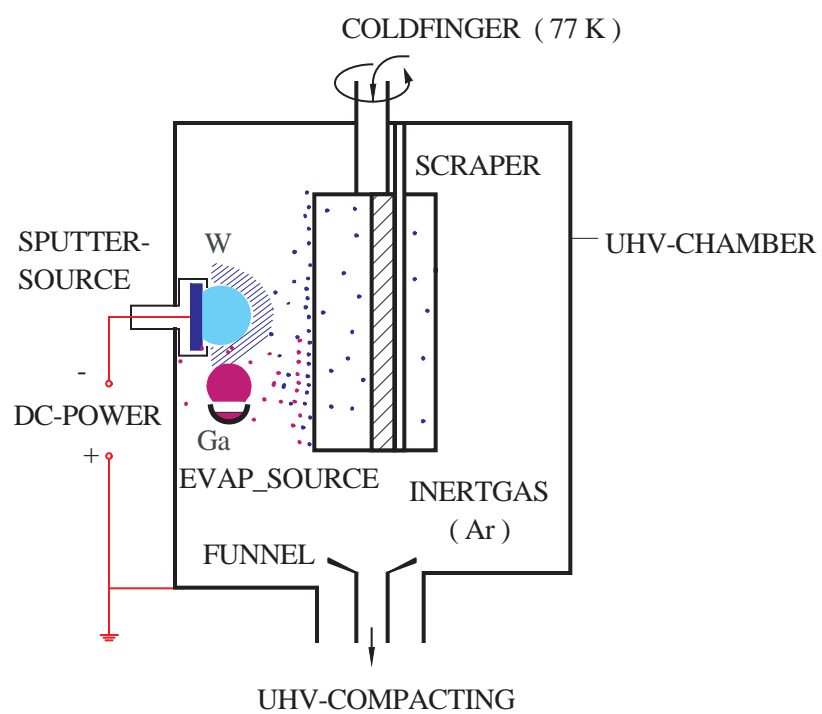 COLDFINGER ( 77 K )
SCRAPER
W
SPUTTER-
SOURCE
UHV-CHAMBER
-
DC-POWER
+
Ga
EVAP_SOURCE
INERTGAS
( Ar )
FUNNEL
UHV-COMPACTING